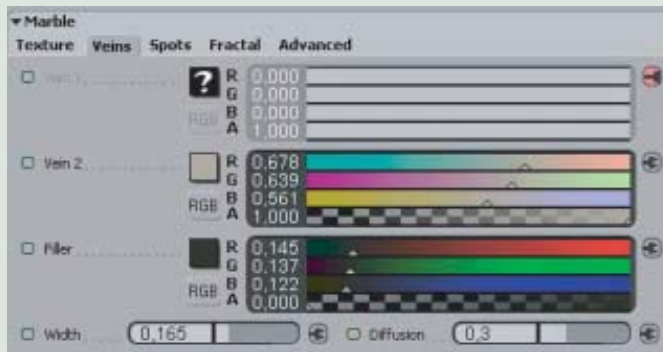 Marble
Texture Veins Spots Fractal Advanced
Vein 1 ? R 0,000
G 0,000
RGB B 0,000
A 1,000
Vein 2 R 0,678
G 0,639
RGB B 0,561
A 1,000
Filler R 0,145
G 0,137
RGB B 0,122
A 0,000
Width 0,165 Diffusion 0,3